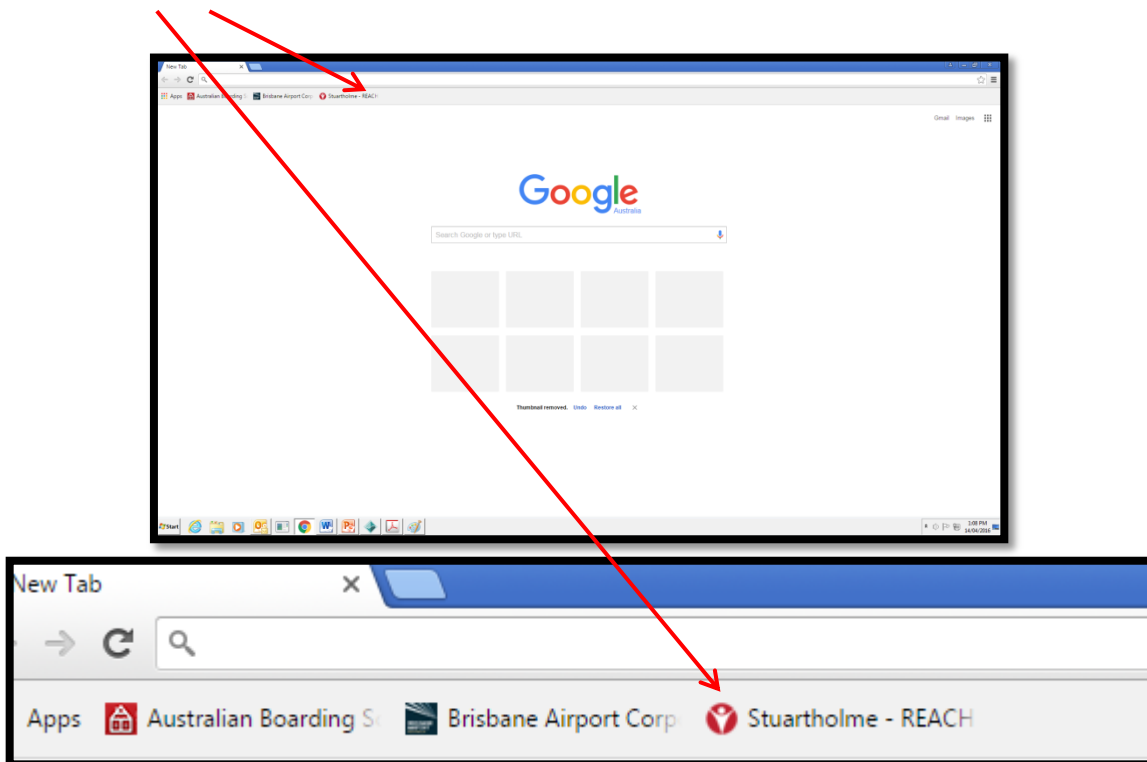 New Tab
Apps Australian Boarding S Brisbane Airport Corp Stuartholme - REACH
Gmail Images
Google
Australia
Search Google or type URL
Thumbnail removed. Undo Restore all
Start 1:08 PM
14/04/2016
New Tab
Apps Australian Boarding Sc Brisbane Airport Corp Stuartholme - REACH